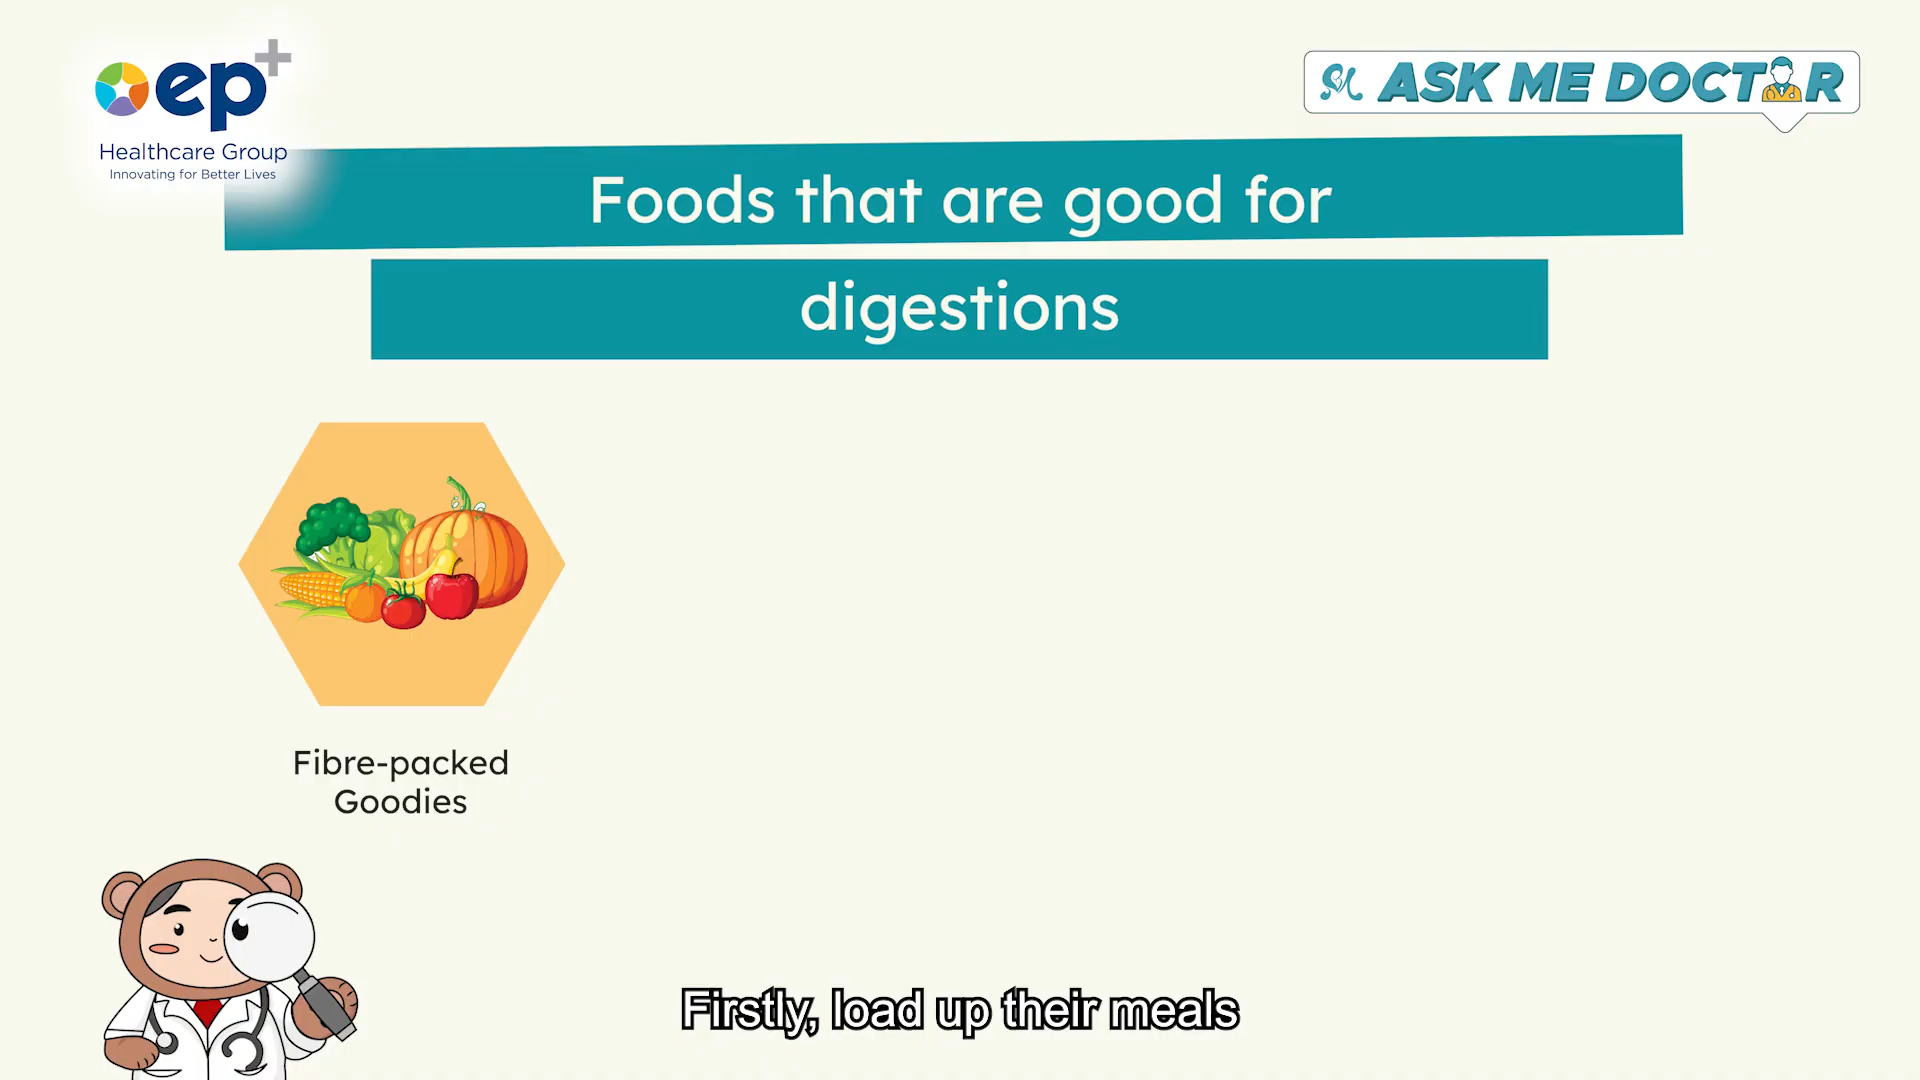 ep+
Healthcare Group
Innovating for Better Lives
ASK ME DOCTOR
Foods that are good for
digestions
Fibre-packed
Goodies
Firstly, load up their meals